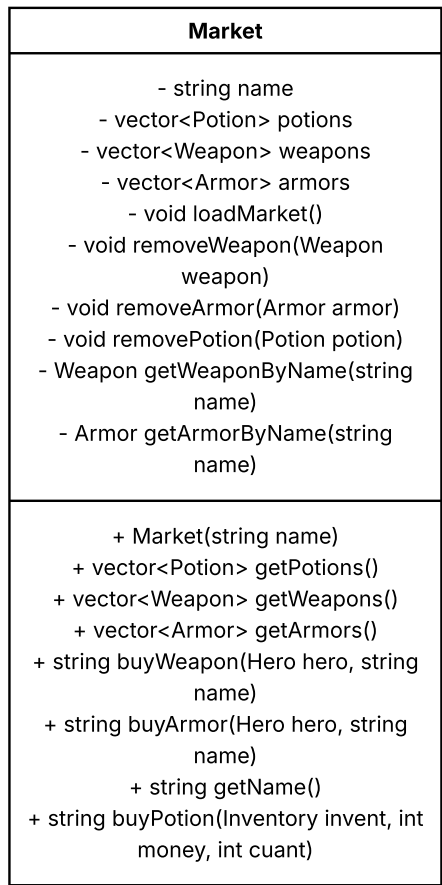 Market
- string name
- vector<Potion> potions
- vector<Weapon> weapons
- vector<Armor> armors
- void loadMarket()
- void removeWeapon(Weapon
weapon)
- void removeArmor(Armor armor)
- void removePotion(Potion potion)
- Weapon getWeaponByName(string
name)
- Armor getArmorByName(string
name)
+ Market(string name)
+ vector<Potion> getPotions()
+ vector<Weapon> getWeapons()
+ vector<Armor> getArmors()
+ string buyWeapon(Hero hero, string
name)
+ string buyArmor(Hero hero, string
name)
+ string getName()
+ string buyPotion(Inventory invent, int
money, int cuant)